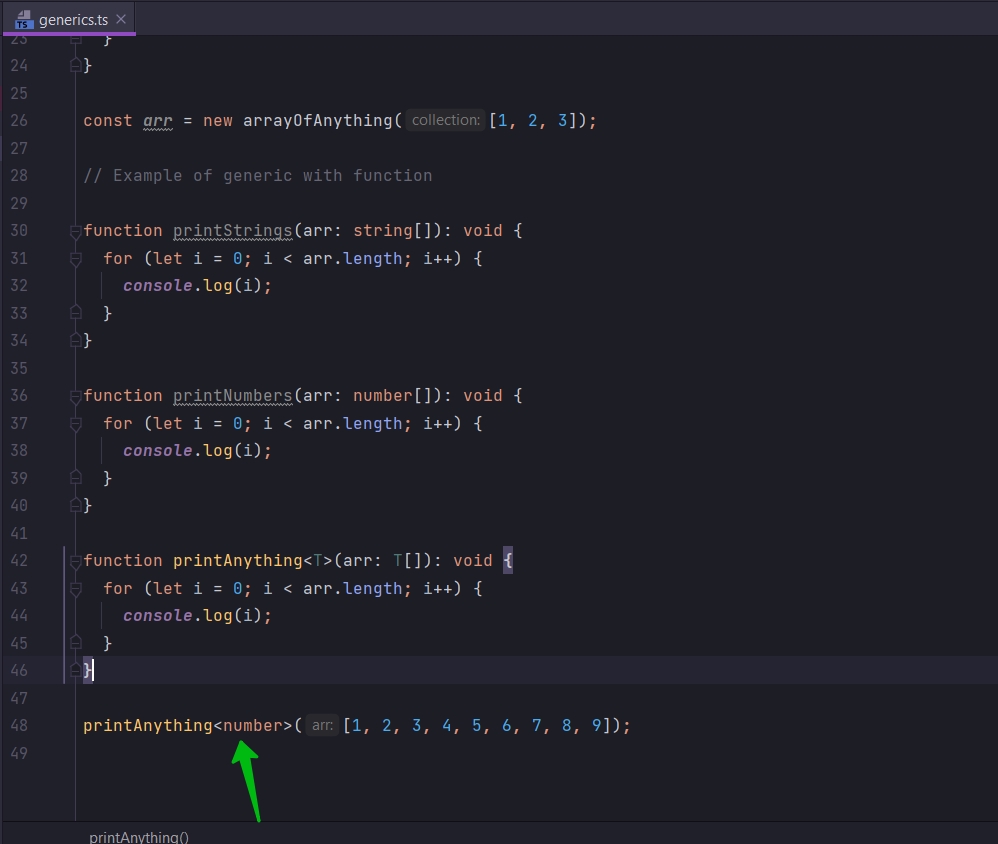 TS generics.ts ×
23 }
24 }
25
26 const arr = new arrayOfAnything( collection: [1, 2, 3]);
27
28 // Example of generic with function
29
30 function printStrings(arr: string[]): void {
31 for (let i = 0; i < arr.length; i++) {
32 console.log(i);
33 }
34 }
35
36 function printNumbers(arr: number[]): void {
37 for (let i = 0; i < arr.length; i++) {
38 console.log(i);
39 }
40 }
41
42 function printAnything<T>(arr: T[]): void {
43 for (let i = 0; i < arr.length; i++) {
44 console.log(i);
45 }
46 }
47
48 printAnything<number>( arr: [1, 2, 3, 4, 5, 6, 7, 8, 9]);
49
printAnything()